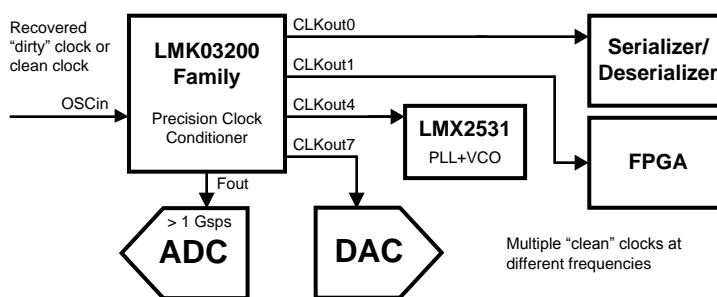 Recovered
“dirty” clock or
clean clock
OSCin
LMK03200
Family
Precision Clock
Conditioner
CLKout0
CLKout1
CLKout4
CLKout7
Fout
Serializer/
Deserializer
LMX2531
PLL+VCO
FPGA
> 1 Gsps
ADC
DAC
Multiple “clean” clocks at
different frequencies